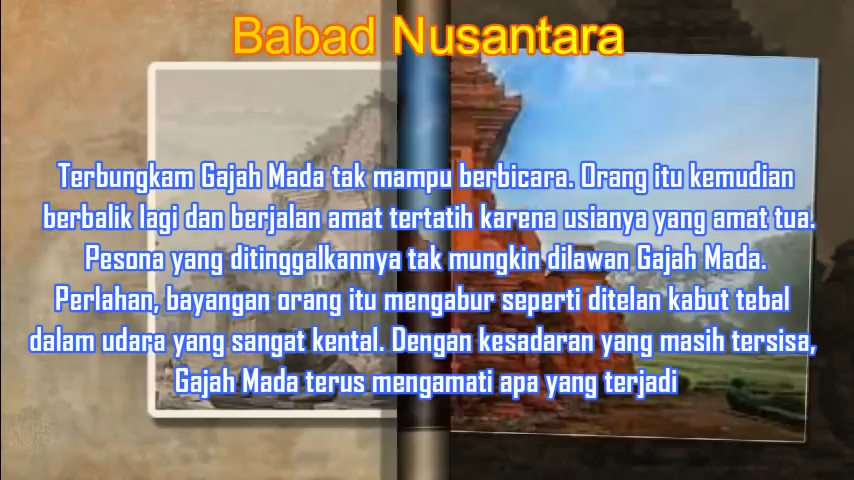 Babad Nusantara
Terbungkam Gajah Mada tak mampu berbicara. Orang itu kemudian
berbalik lagi dan berjalan amat tertatih karena usianya yang amat tua.
Pesona yang ditinggalkannya tak mungkin dilawan Gajah Mada.
Perlahan, bayangan orang itu mengabur seperti ditelan kabut tebal
dalam udara yang sangat kental. Dengan kesadaran yang masih tersisa,
Gajah Mada terus mengamati apa yang terjadi